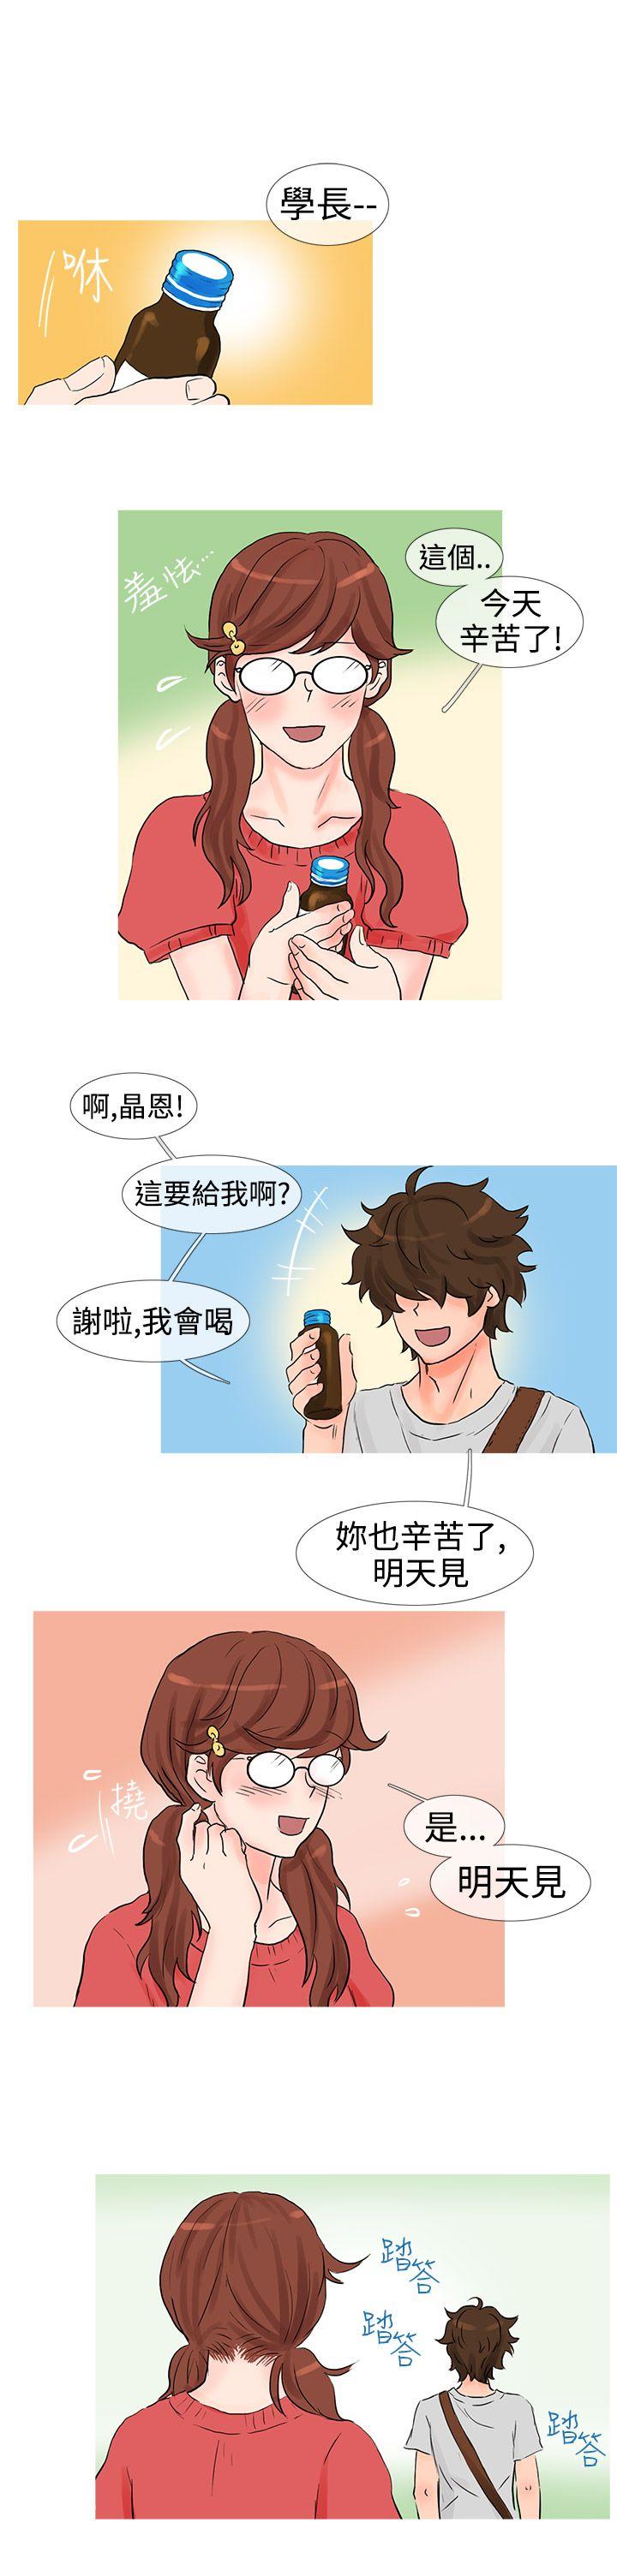 學長--
咻
羞怯...
這個..
今天
辛苦了!
啊,晶恩!
這要給我啊?
謝啦,我會喝
妳也辛苦了,
明天見
撓
是...
明天見
踏答
踏答
踏答